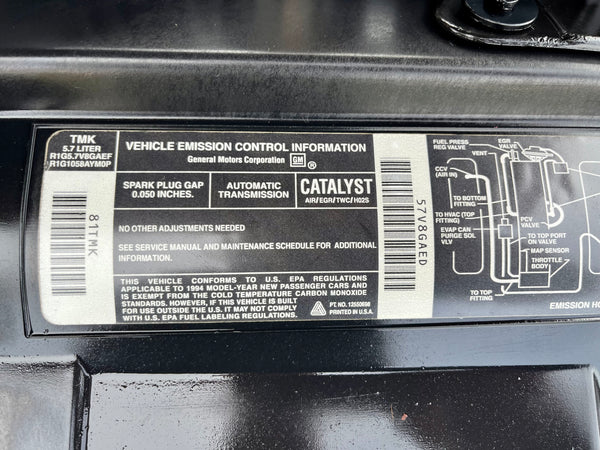 TMK
5.7 LITER
R1G5.7V8GAEF
R1G1058AYM0P
VEHICLE EMISSION CONTROL INFORMATION
General Motors Corporation GM ®
SPARK PLUG GAP
0.050 INCHES.
AUTOMATIC
TRANSMISSION
CATALYST
AIR/EGR/TWC/HO2S
NO OTHER ADJUSTMENTS NEEDED
SEE SERVICE MANUAL AND MAINTENANCE SCHEDULE FOR ADDITIONAL
INFORMATION.
THIS VEHICLE CONFORMS TO U.S. EPA REGULATIONS
APPLICABLE TO 1994 MODEL-YEAR NEW PASSENGER CARS AND
IS EXEMPT FROM THE COLD TEMPERATURE CARBON MONOXIDE
STANDARDS. HOWEVER, IF THIS VEHICLE IS BUILT
FOR USE OUTSIDE THE U.S. IT MAY NOT COMPLY
WITH U.S. EPA FUEL LABELING REGULATIONS.
PT. NO. 12550698
PRINTED IN U.S.A.
81TMK
57V8GAED
FUEL PRESS
REG VALVE
EGR
VALVE
VENT
CCV
(AIR IN)
TO BOTTOM
FITTING
TO HVAC (TOP
FITTING)
EVAP CAN
PURGE SOL
VLV
PCV
VALVE
TO TOP PORT
ON VALVE
MAP SENSOR
THROTTLE
BODY
TO TOP
FITTING
EMISSION HO